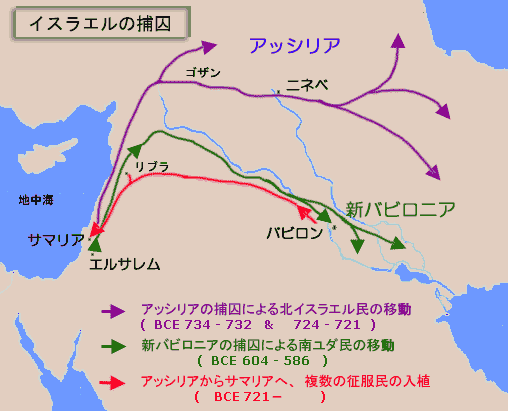 イスラエルの捕囚
アッシリア
ゴザン
ニネベ
リブラ
地中海
新バビロニア
サマリア
バビロン
エルサレム
アッシリアの捕囚による北イスラエル民の移動
( BCE 734 - 732 & 724 - 721 )
新バビロニアの捕囚による南ユダ民の移動
( BCE 604 - 586 )
アッシリアからサマリアへ、複数の征服民の入植
( BCE 721 - )